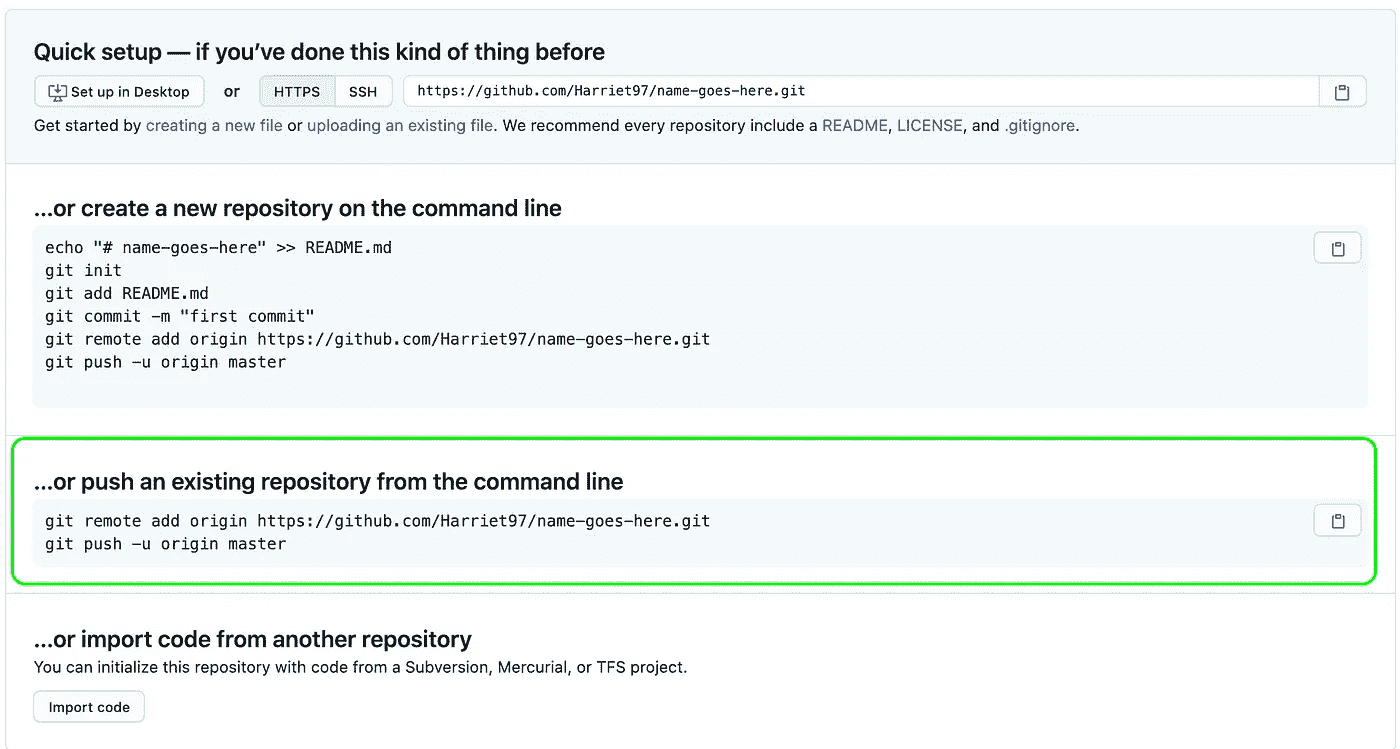 Quick setup — if you’ve done this kind of thing before
Set up in Desktop or HTTPS SSH https://github.com/Harriet97/name-goes-here.git
Get started by creating a new file or uploading an existing file. We recommend every repository include a README, LICENSE, and .gitignore.
...or create a new repository on the command line
echo "# name-goes-here" >> README.md
git init
git add README.md
git commit -m "first commit"
git remote add origin https://github.com/Harriet97/name-goes-here.git
git push -u origin master
...or push an existing repository from the command line
git remote add origin https://github.com/Harriet97/name-goes-here.git
git push -u origin master
...or import code from another repository
You can initialize this repository with code from a Subversion, Mercurial, or TFS project.
Import code